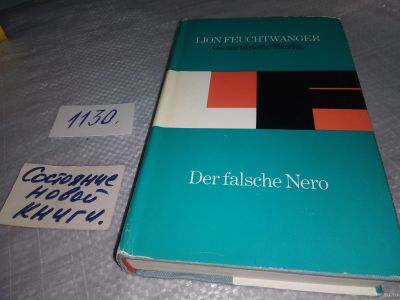 LION FEUCHTWANGER
Gesammelte Werke
Der falsche Nero
1130.
Состояние
новой
книги.